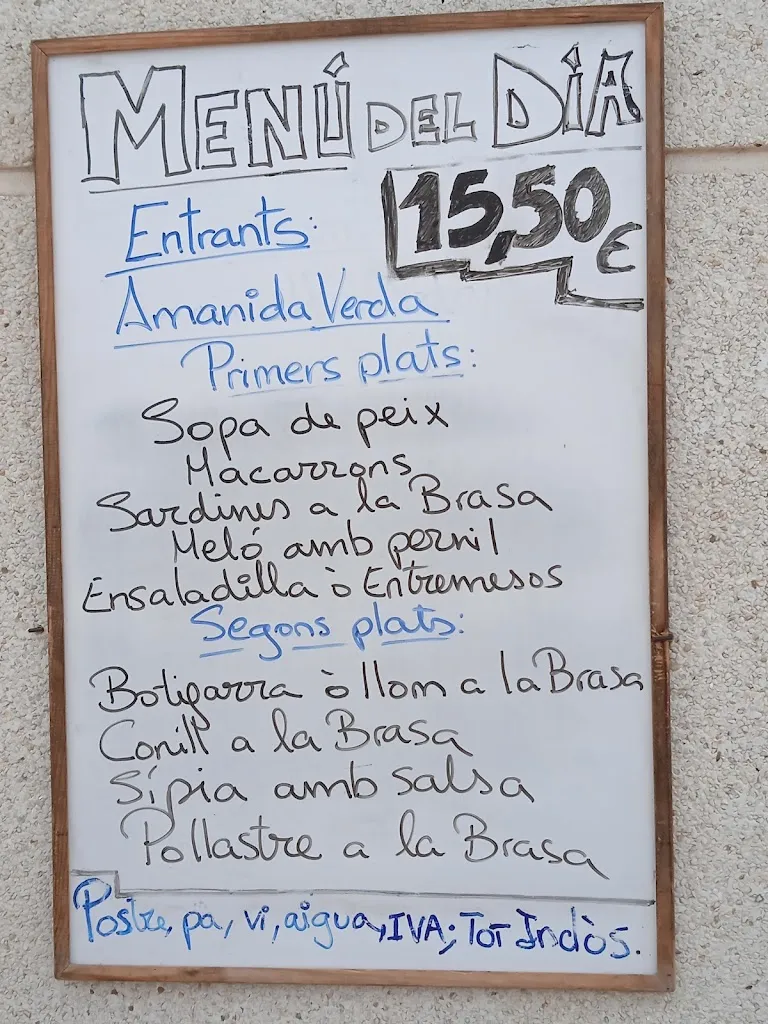 MENÚ DEL DIA
15,50€
Entrants:
Amanida Verda
Primers plats:
Sopa de peix
Macarrons
Sardines a la Brasa
Meló amb pernil
Ensaladilla ò Entremesos
Segons plats:
Botigarra ò llom a la Brasa
Conill a la Brasa
Sípia amb salsa
Pollastre a la Brasa
Postre, pa, vi, aigua, IVA; Tot Inclòs.